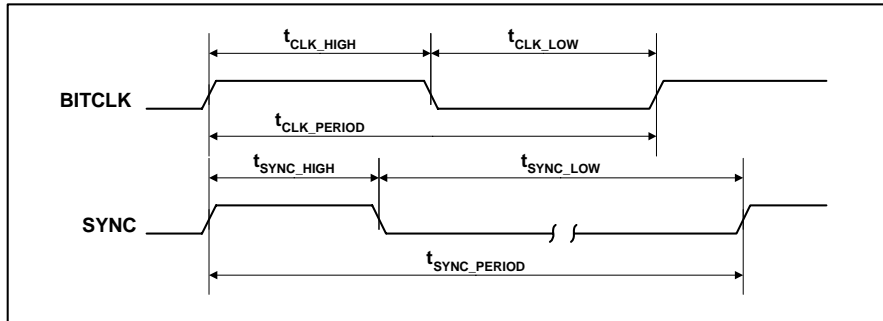 tCLK_HIGH tCLK_LOW
BITCLK
tCLK_PERIOD
tSYNC_HIGH tSYNC_LOW
SYNC
tSYNC_PERIOD